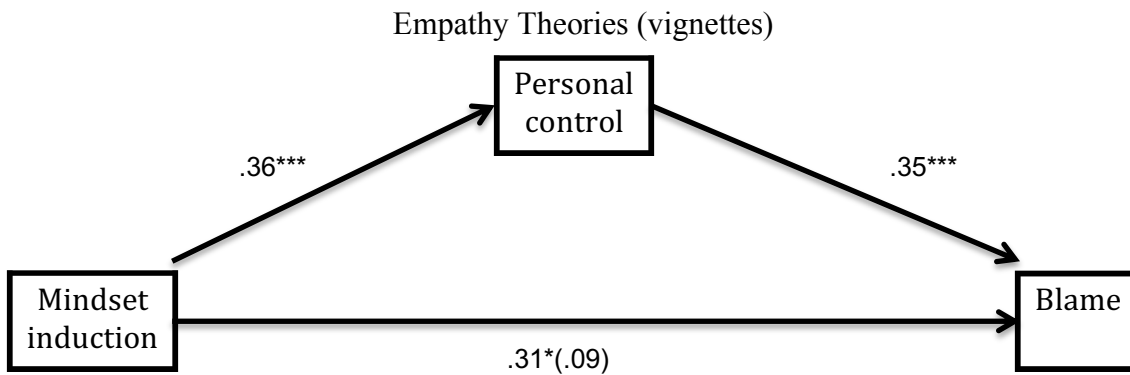 Empathy Theories (vignettes)
Personal
control
.36***
.35***
Mindset
induction
Blame
.31*(.09)